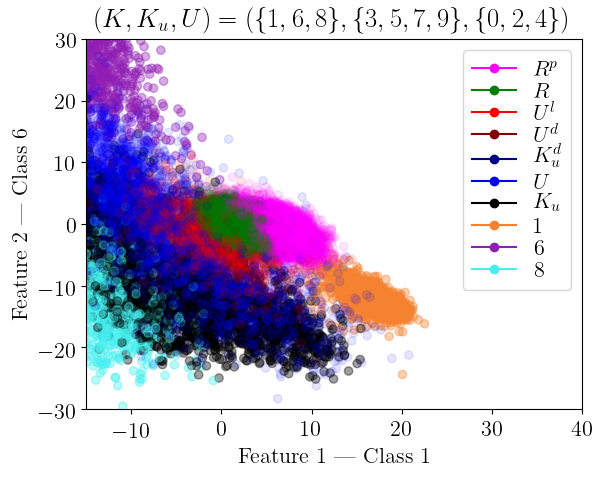 (K, K_u, U) = ({1, 6, 8}, {3, 5, 7, 9}, {0, 2, 4})
30
20
10
0
−10
−20
−30
Feature 2 — Class 6
R^p
R
U^l
U^d
K_u^d
U
K_u
1
6
8
−10
0
10
20
30
40
Feature 1 — Class 1